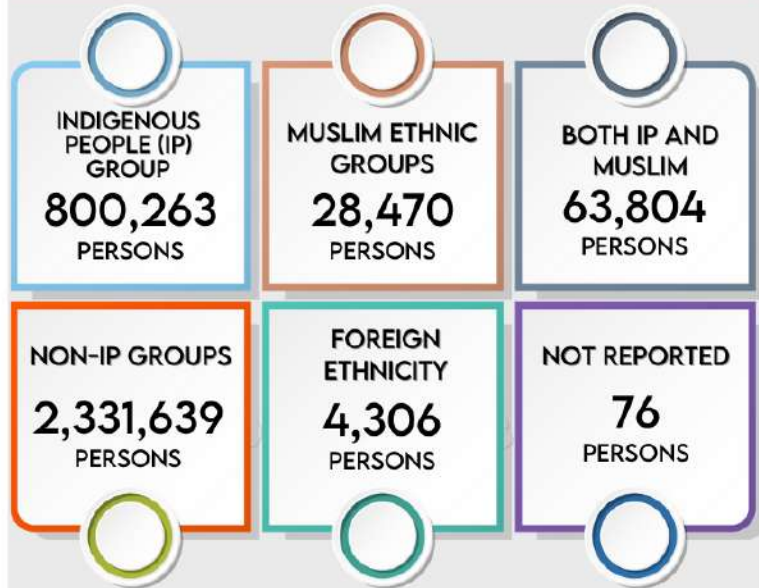 INDIGENOUS
PEOPLE (IP)
GROUP
800,263
PERSONS
MUSLIM ETHNIC
GROUPS
28,470
PERSONS
BOTH IP AND
MUSLIM
63,804
PERSONS
NON-IP GROUPS
2,331,639
PERSONS
FOREIGN
ETHNICITY
4,306
PERSONS
NOT REPORTED
76
PERSONS